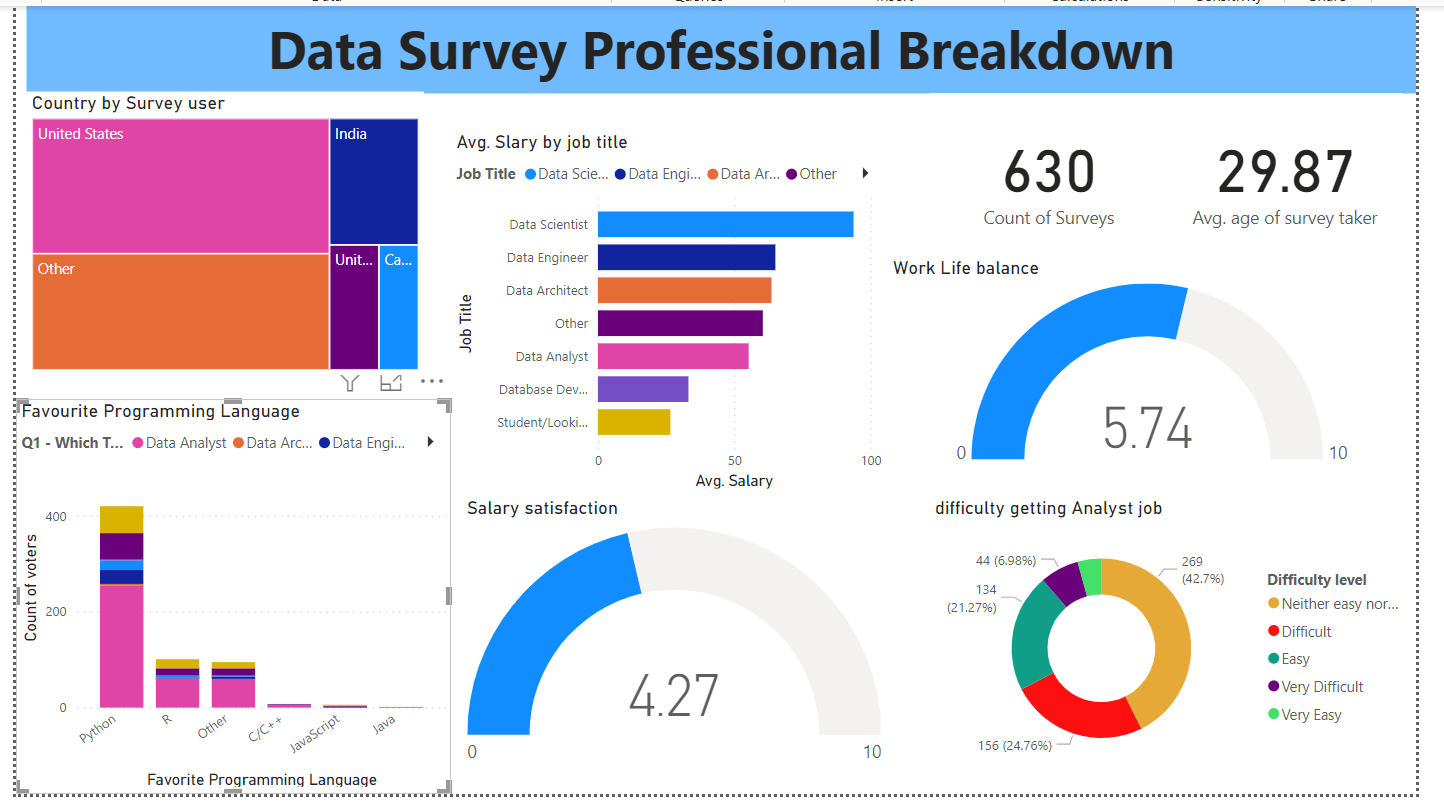 Data Survey Professional Breakdown
Country by Survey user
United States
India
Other
Unit...
Ca...
Avg. Slary by job title
Job Title Data Scie... Data Engi... Data Ar... Other
Job Title
Data Scientist
Data Engineer
Data Architect
Other
Data Analyst
Database Dev...
Student/Looki...
0 50 100
Avg. Salary
630
Count of Surveys
29.87
Avg. age of survey taker
Work Life balance
5.74
0
10
Favourite Programming Language
Q1 - Which T... Data Analyst Data Arc... Data Engi...
Count of voters
400
200
0
Python
R
Other
C/C++
JavaScript
Java
Favorite Programming Language
Salary satisfaction
4.27
0
10
difficulty getting Analyst job
44 (6.98%)
269
(42.7%)
134
(21.27%)
156 (24.76%)
Difficulty level
Neither easy nor...
Difficult
Easy
Very Difficult
Very Easy